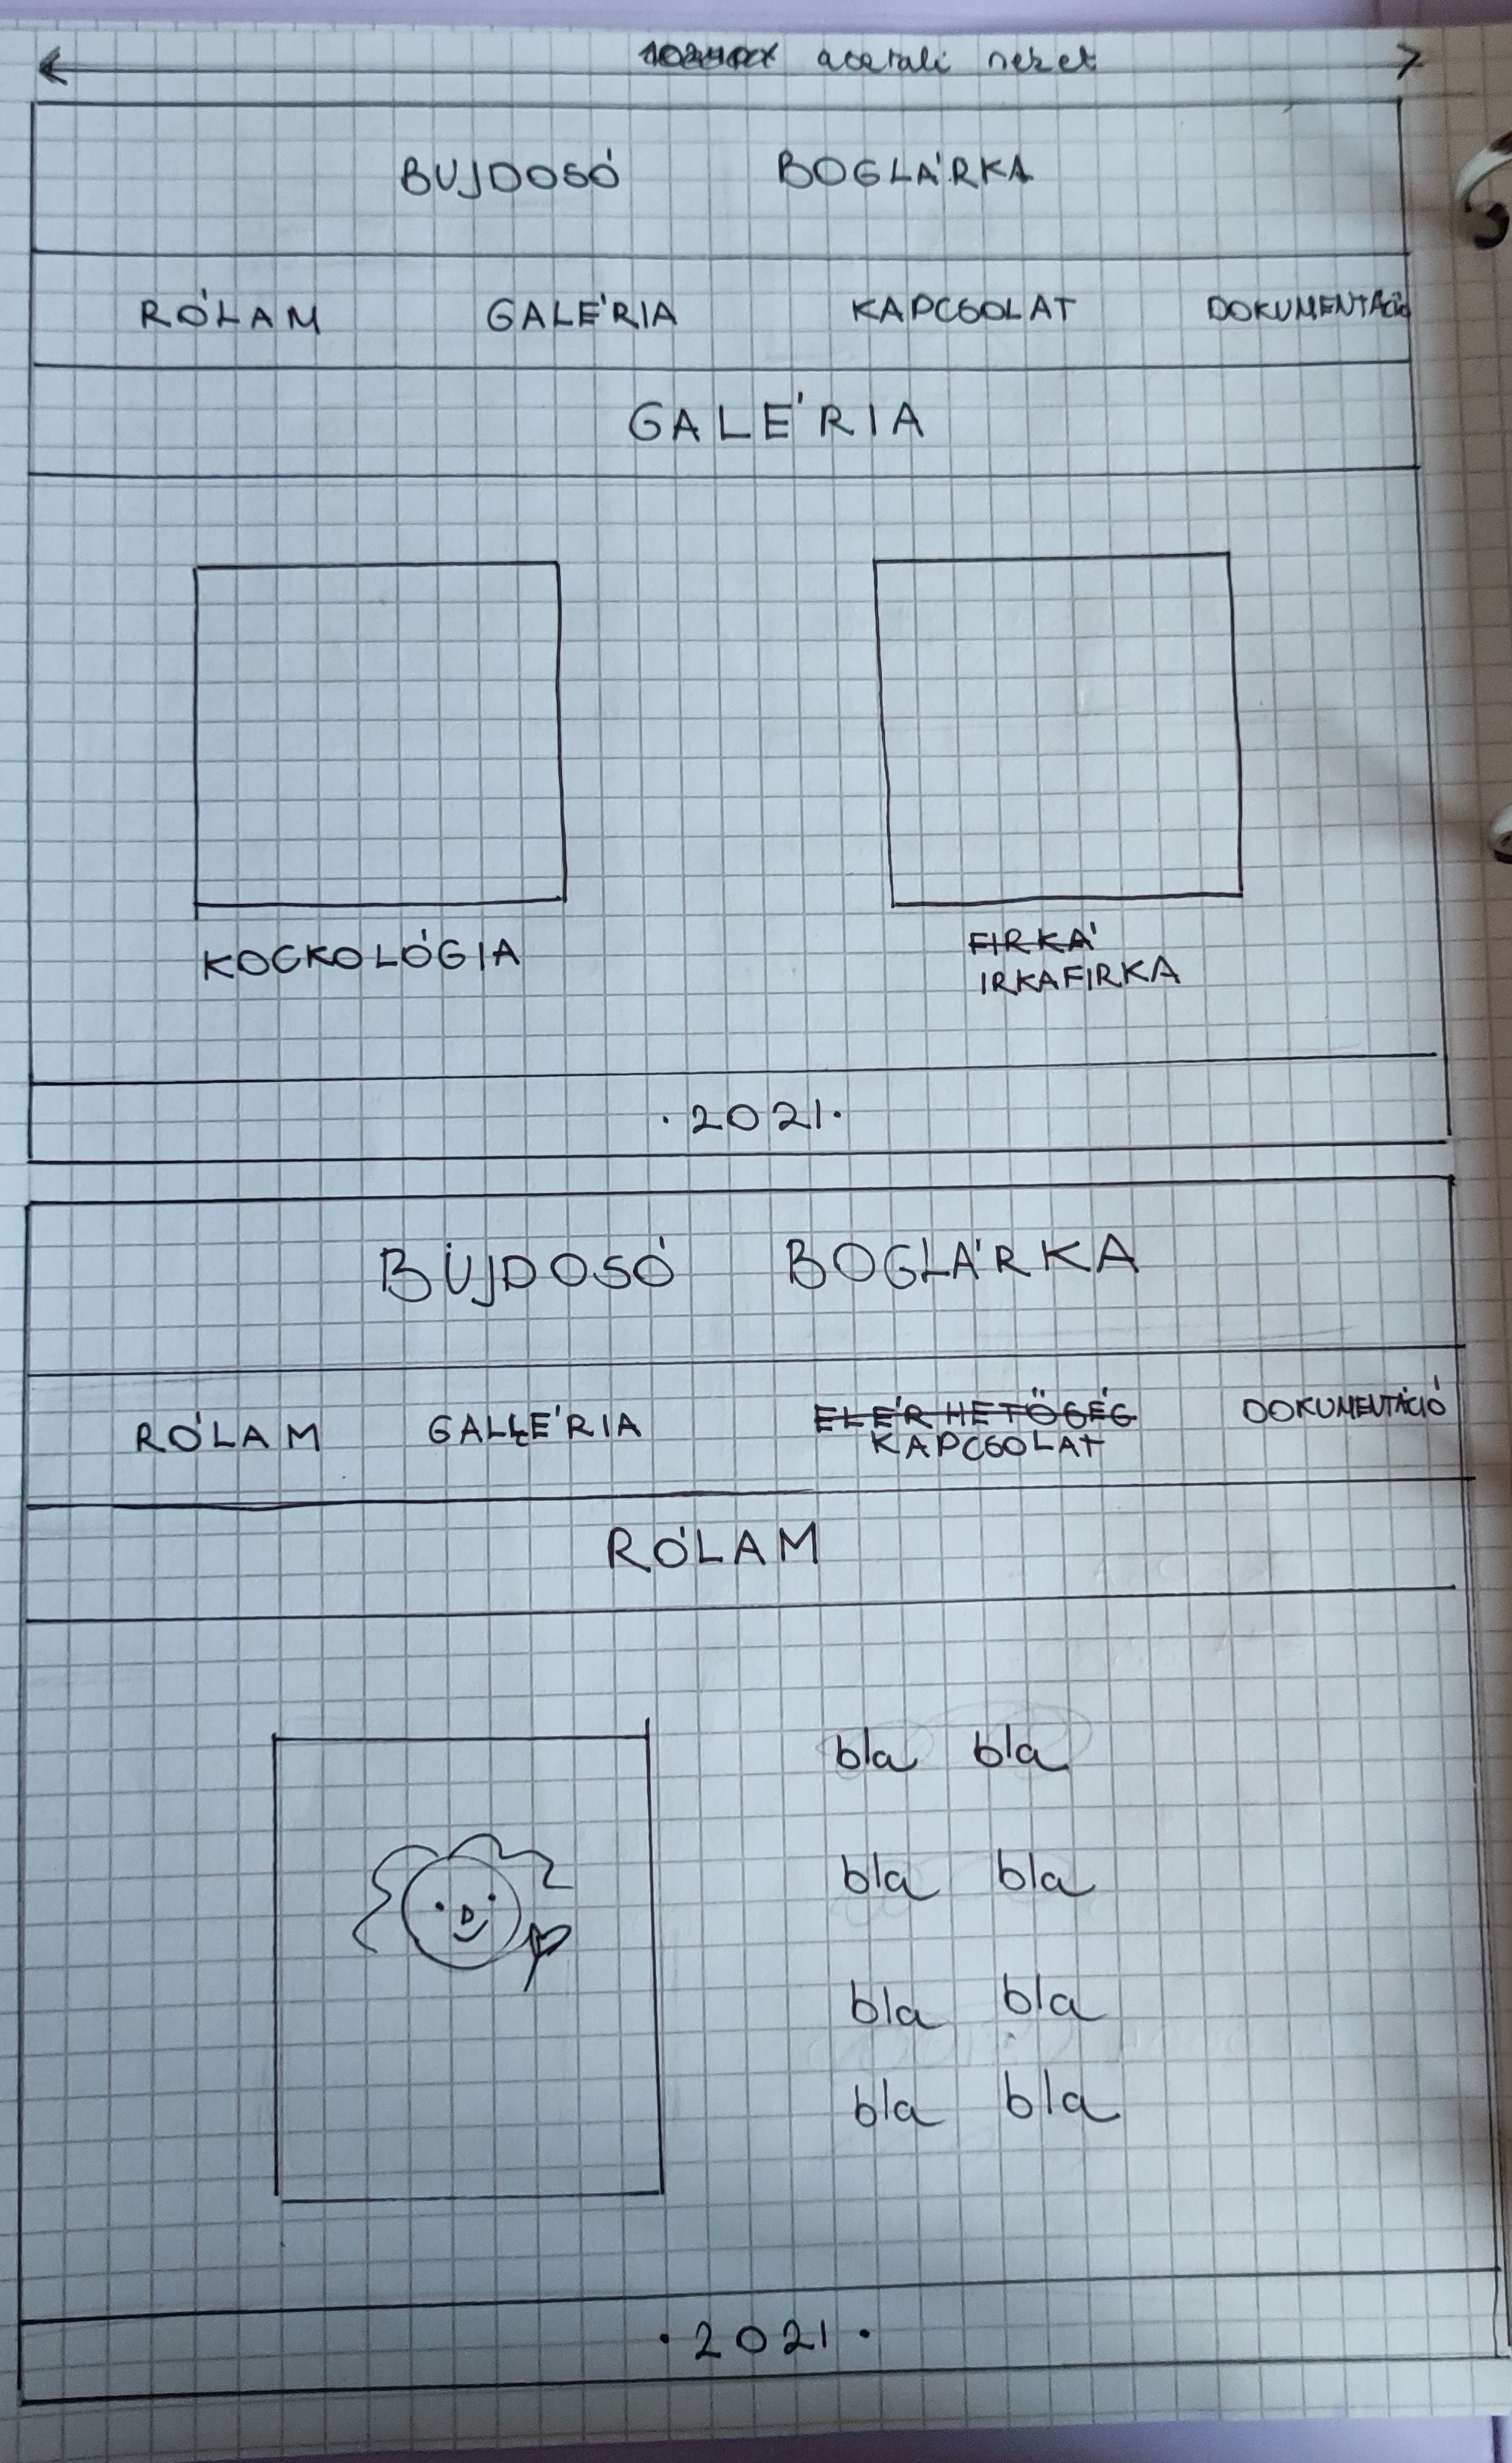 asztali nézet
BUJDOSÓ BOGLÁRKA
RÓLAM GALÉRIA KAPCSOLAT DOKUMENTÁCIÓ
GALÉRIA
KOCKOLÓGIA
FIRKÁ
IRKAFIRKA
·2021·
BUJDOSÓ BOGLÁRKA
RÓLAM GALLÉRIA ELÉRHETŐSÉG DOKUMENTÁCIÓ
KAPCSOLAT
RÓLAM
bla bla
bla bla
bla bla
bla bla
·2021·